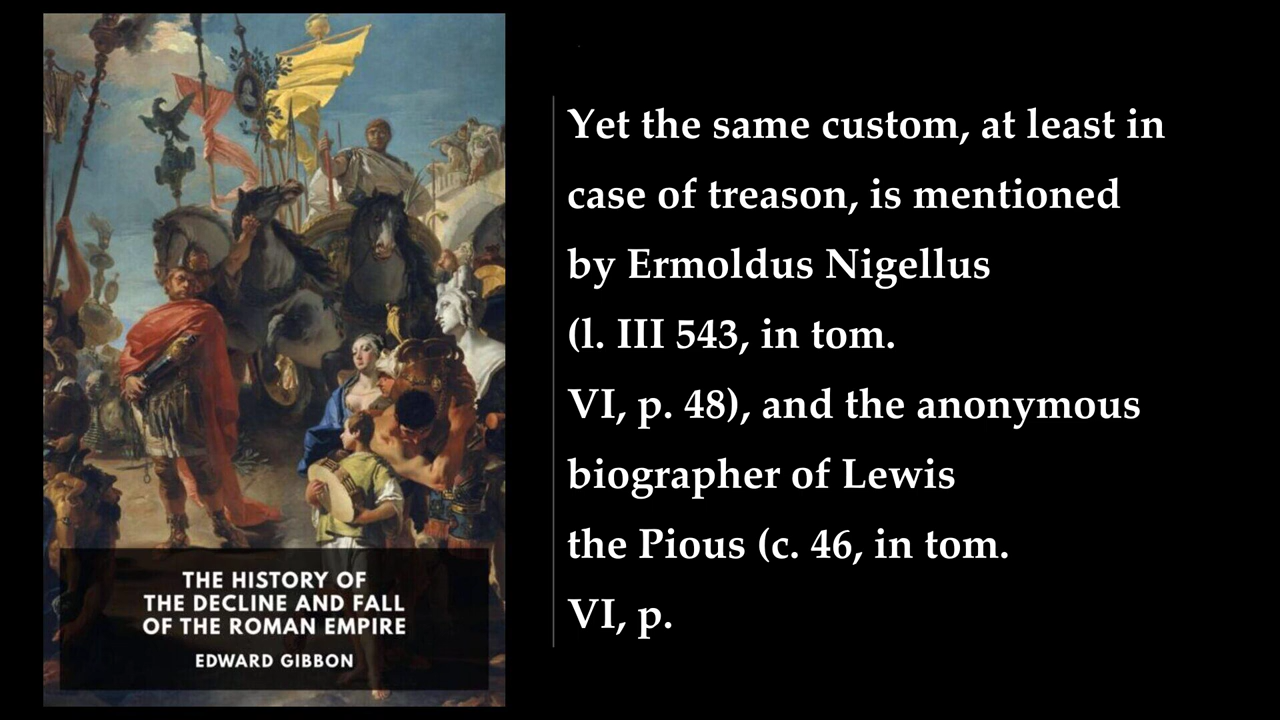 THE HISTORY OF
THE DECLINE AND FALL
OF THE ROMAN EMPIRE
EDWARD GIBBON
Yet the same custom, at least in
case of treason, is mentioned
by Ermoldus Nigellus
(l. III 543, in tom.
VI, p. 48), and the anonymous
biographer of Lewis
the Pious (c. 46, in tom.
VI, p.